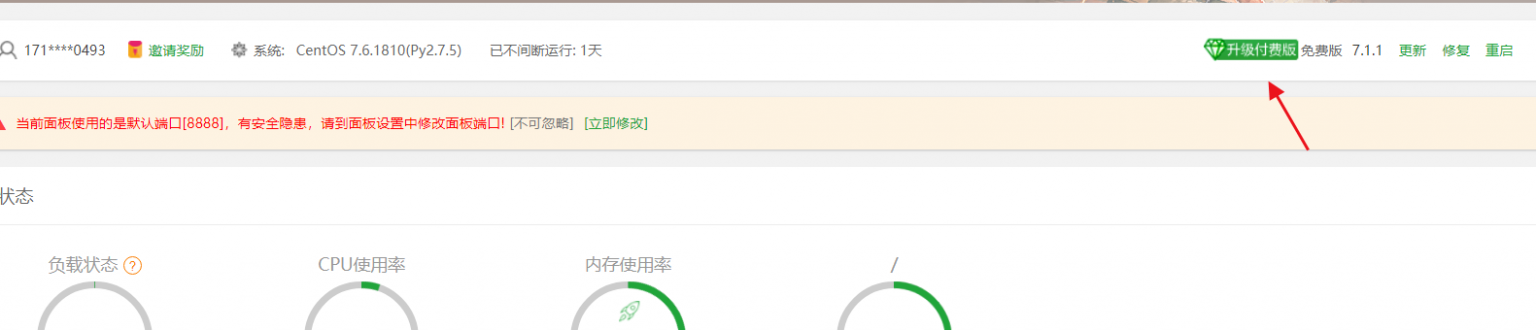 171****0493 邀请奖励 系统: CentOS 7.6.1810(Py2.7.5) 已不间断运行: 1天 升级付费版 免费版 7.1.1 更新 修复 重启
当前面板使用的是默认端口[8888]，有安全隐患，请到面板设置中修改面板端口! [不可忽略] [立即修改]
状态
负载状态 ? CPU使用率 内存使用率 /